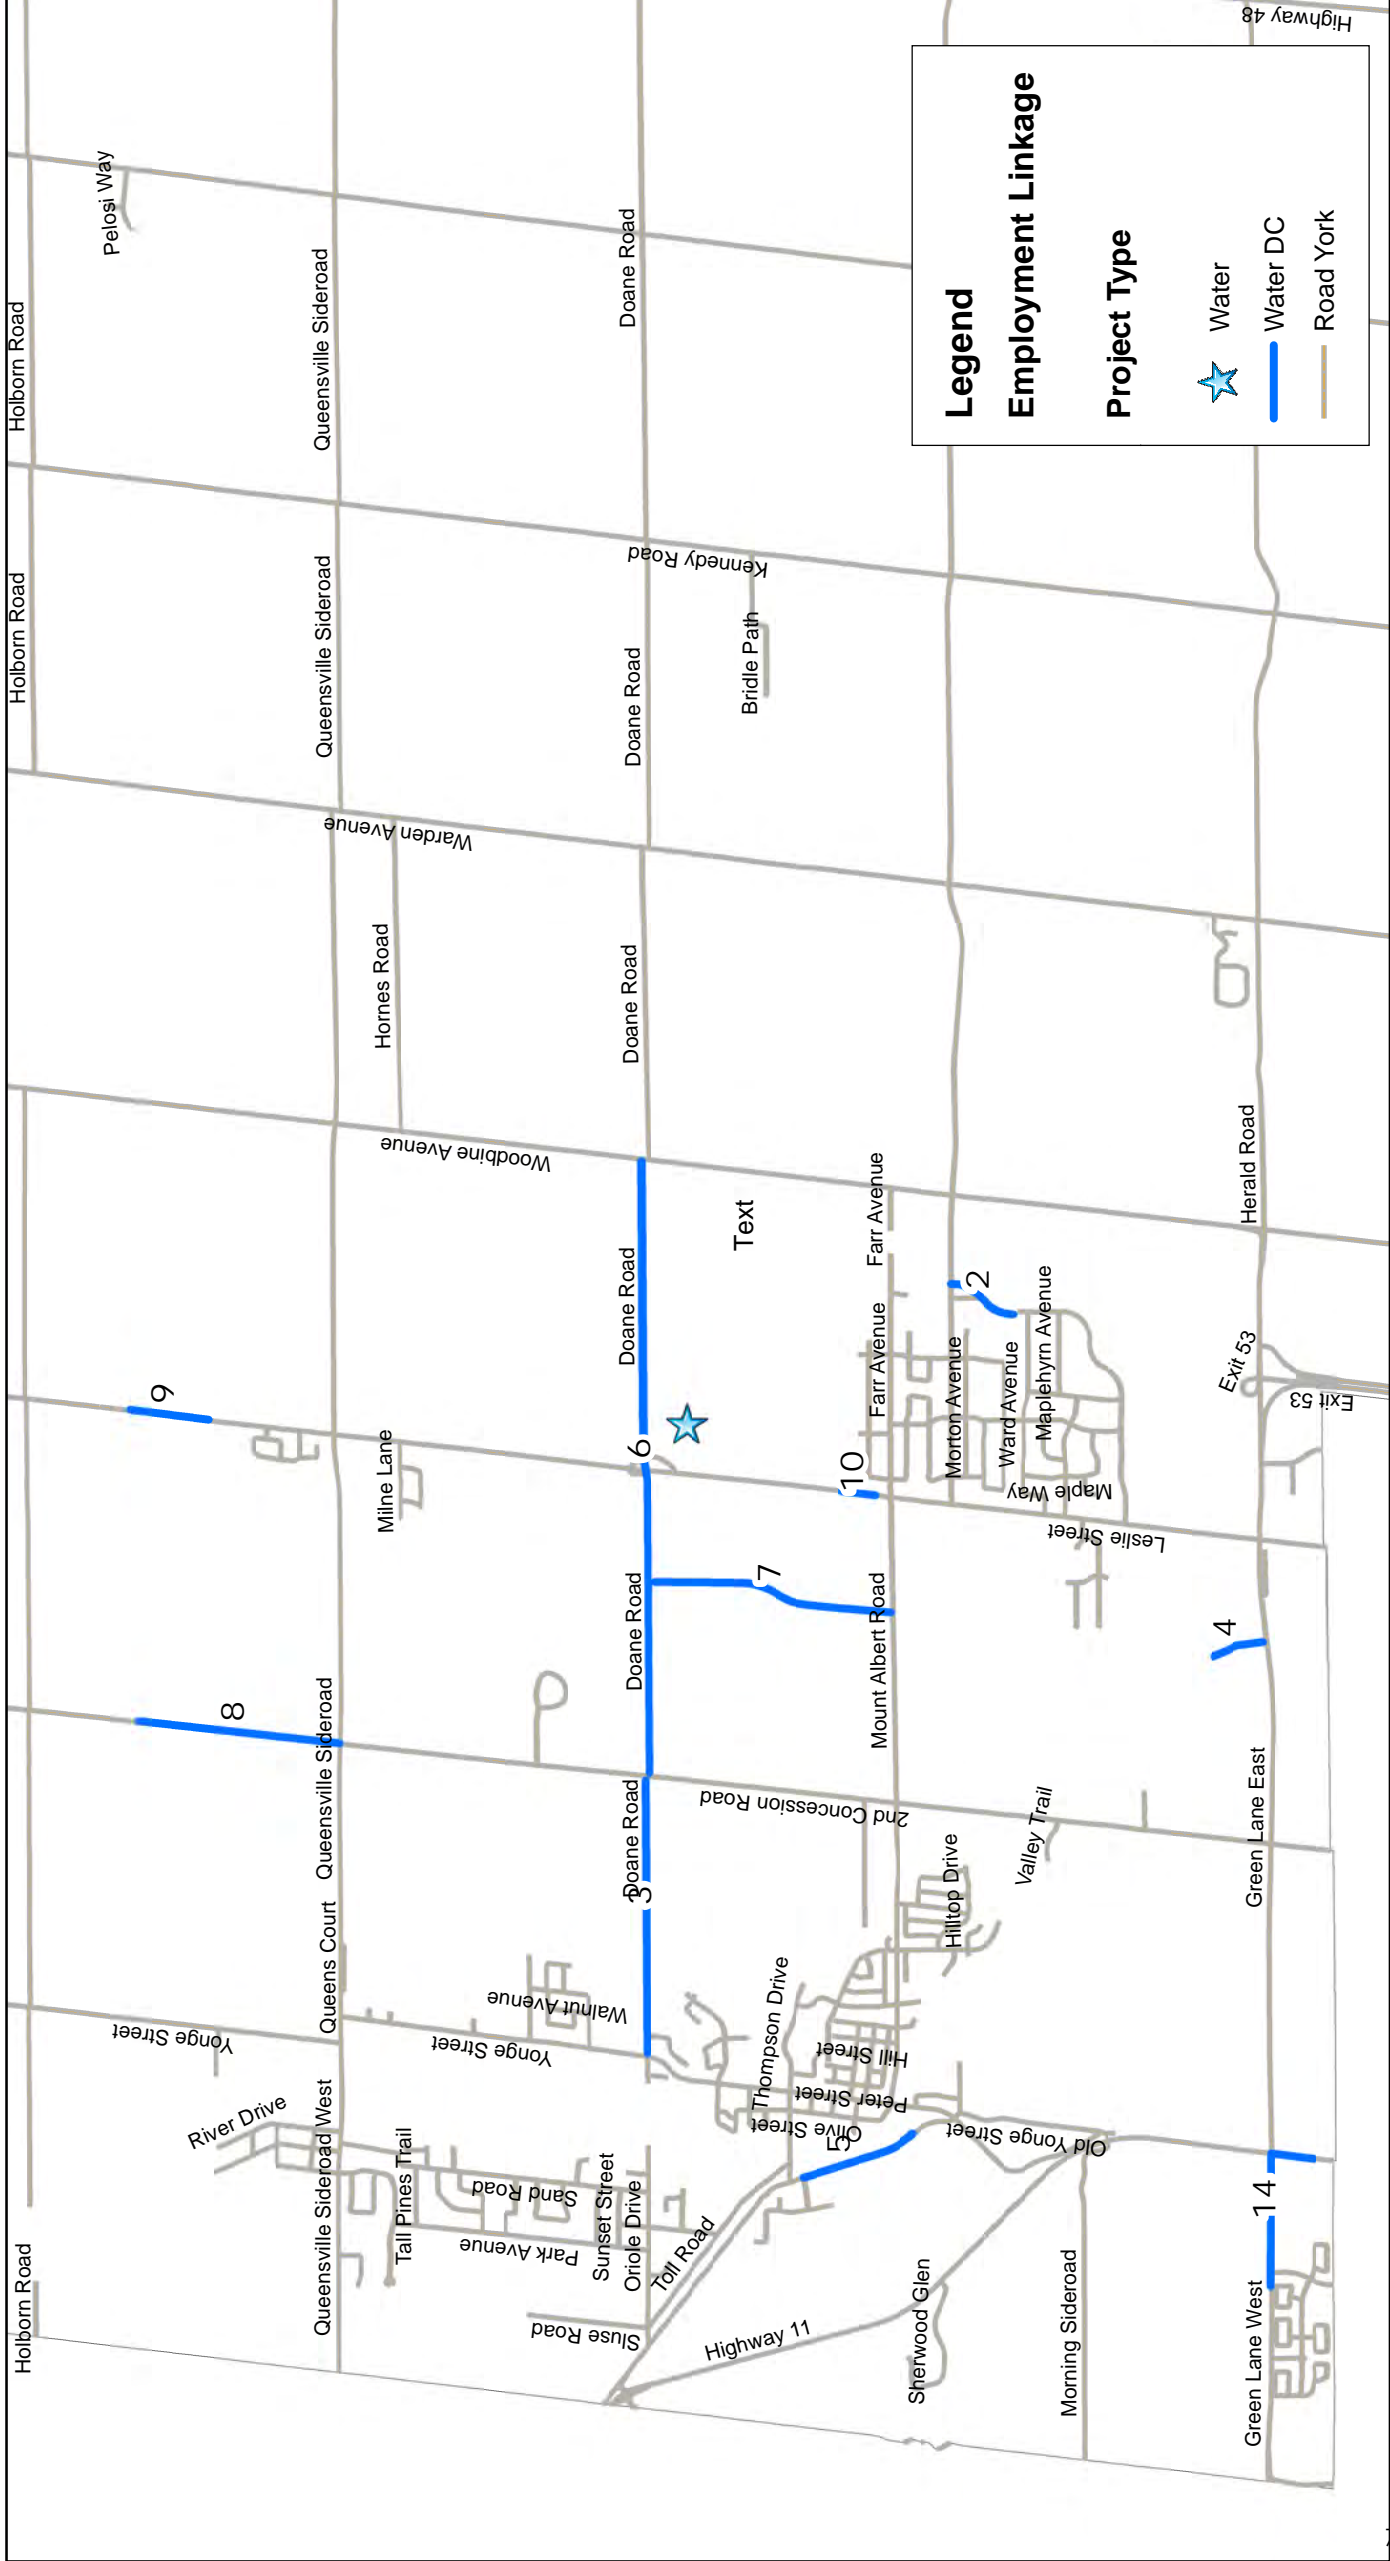 Highway 48
Pelosi Way
Holborn Road
Queensville Sideroad
Doane Road
Holborn Road
Queensville Sideroad
Kennedy Road
Doane Road
Bridle Path
Warden Avenue
Hornes Road
Doane Road
Woodbine Avenue
Herald Road
Text
Farr Avenue
Doane Road
Farr Avenue
2
Morton Avenue
Ward Avenue
Maplehyrn Avenue
Exit 53
Exit 53
9
6
10
Milne Lane
Maple Way
Leslie Street
7
Doane Road
Mount Albert Road
4
8
Queensville Sideroad
Doane Road
3
2nd Concession Road
Valley Trail
Green Lane East
Hilltop Drive
Queens Court
Walnut Avenue
Yonge Street
Yonge Street
Thompson Drive
Hill Street
Peter Street
Olive Street
5
Old Yonge Street
River Drive
Queensville Sideroad West
Tall Pines Trail
Sand Road
Park Avenue
Sunset Street
Oriole Drive
Toll Road
14
Holborn Road
Sluse Road
Highway 11
Sherwood Glen
Morning Sideroad
Green Lane West
Legend
Employment Linkage
Project Type
Water
Water DC
Road York